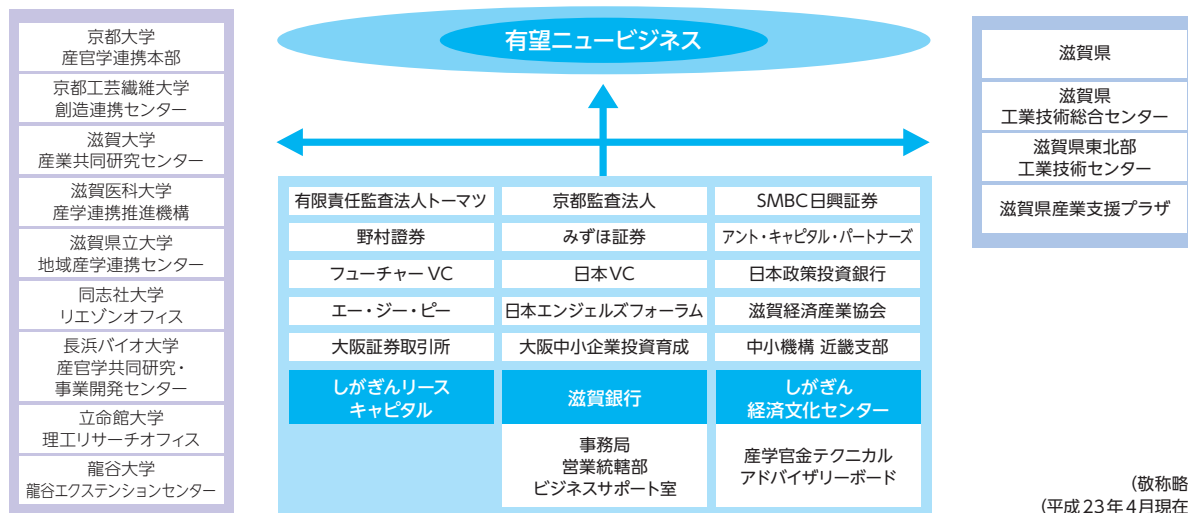 京都大学
産官学連携本部
京都工芸繊維大学
創造連携センター
滋賀大学
産業共同研究センター
滋賀医科大学
産学連携推進機構
滋賀県立大学
地域産学連携センター
同志社大学
リエゾンオフィス
長浜バイオ大学
産官学共同研究・
事業開発センター
立命館大学
理工リサーチオフィス
龍谷大学
龍谷エクステンションセンター
有望ニュービジネス
有限責任監査法人トーマツ
京都監査法人
SMBC日興証券
野村證券
みずほ証券
アント・キャピタル・パートナーズ
フューチャーVC
日本VC
日本政策投資銀行
エー・ジー・ピー
日本エンジェルズフォーラム
滋賀経済産業協会
大阪証券取引所
大阪中小企業投資育成
中小機構 近畿支部
しがぎんリース
キャピタル
滋賀銀行
しがぎん
経済文化センター
事務局
営業統轄部
ビジネスサポート室
産学官金テクニカル
アドバイザリーボード
滋賀県
滋賀県
工業技術総合センター
滋賀県東北部
工業技術センター
滋賀県産業支援プラザ
(敬称略
(平成23年4月現在